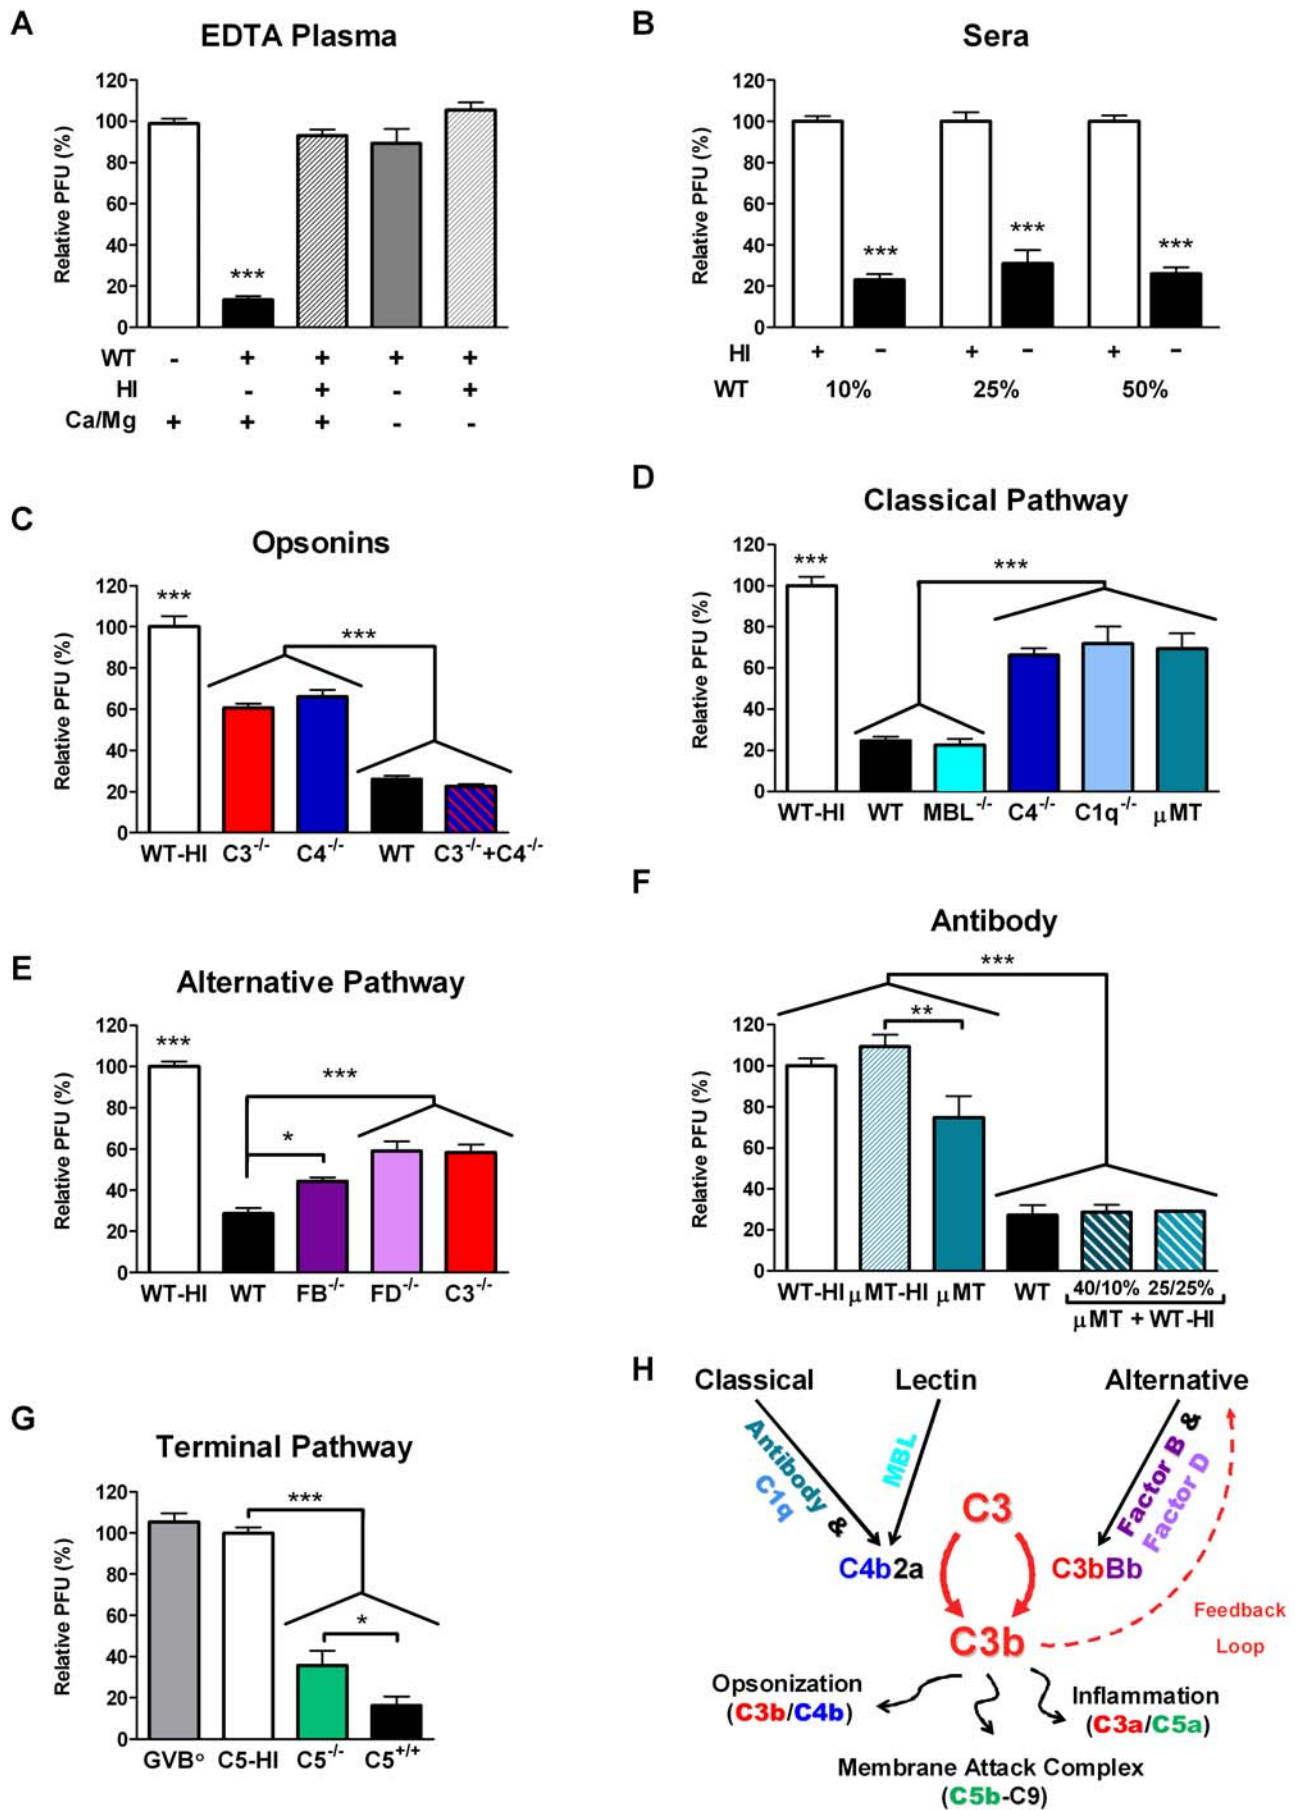 A
EDTA Plasma
Relative PFU (%)
120
100
80
60
40
20
0
***
WT - + + + +
HI - + - +
Ca/Mg + + + - -
B
Sera
Relative PFU (%)
120
100
80
60
40
20
0
*** *** ***
HI + - + - + -
WT 10% 25% 50%
C
Opsonins
Relative PFU (%)
120
100
80
60
40
20
0
***
***
WT-HI C3-/- C4-/- WT C3-/-+C4-/-
D
Classical Pathway
Relative PFU (%)
120
100
80
60
40
20
0
***
***
WT-HI WT MBL-/- C4-/- C1q-/- µMT
E
Alternative Pathway
Relative PFU (%)
120
100
80
60
40
20
0
***
***
*
WT-HI WT FB-/- FD-/- C3-/-
F
Antibody
Relative PFU (%)
120
100
80
60
40
20
0
***
**
WT-HI µMT-HI µMT WT 40/10% 25/25%
µMT + WT-HI
G
Terminal Pathway
Relative PFU (%)
120
100
80
60
40
20
0
***
*
GVB° C5-HI C5-/- C5+/+
H
Classical Lectin Alternative
Antibody &
C1q
MBL
Factor B &
Factor D
C3
C4b2a
C3bBb
C3b
Feedback
Loop
Opsonization
(C3b/C4b)
Inflammation
(C3a/C5a)
Membrane Attack Complex
(C5b-C9)